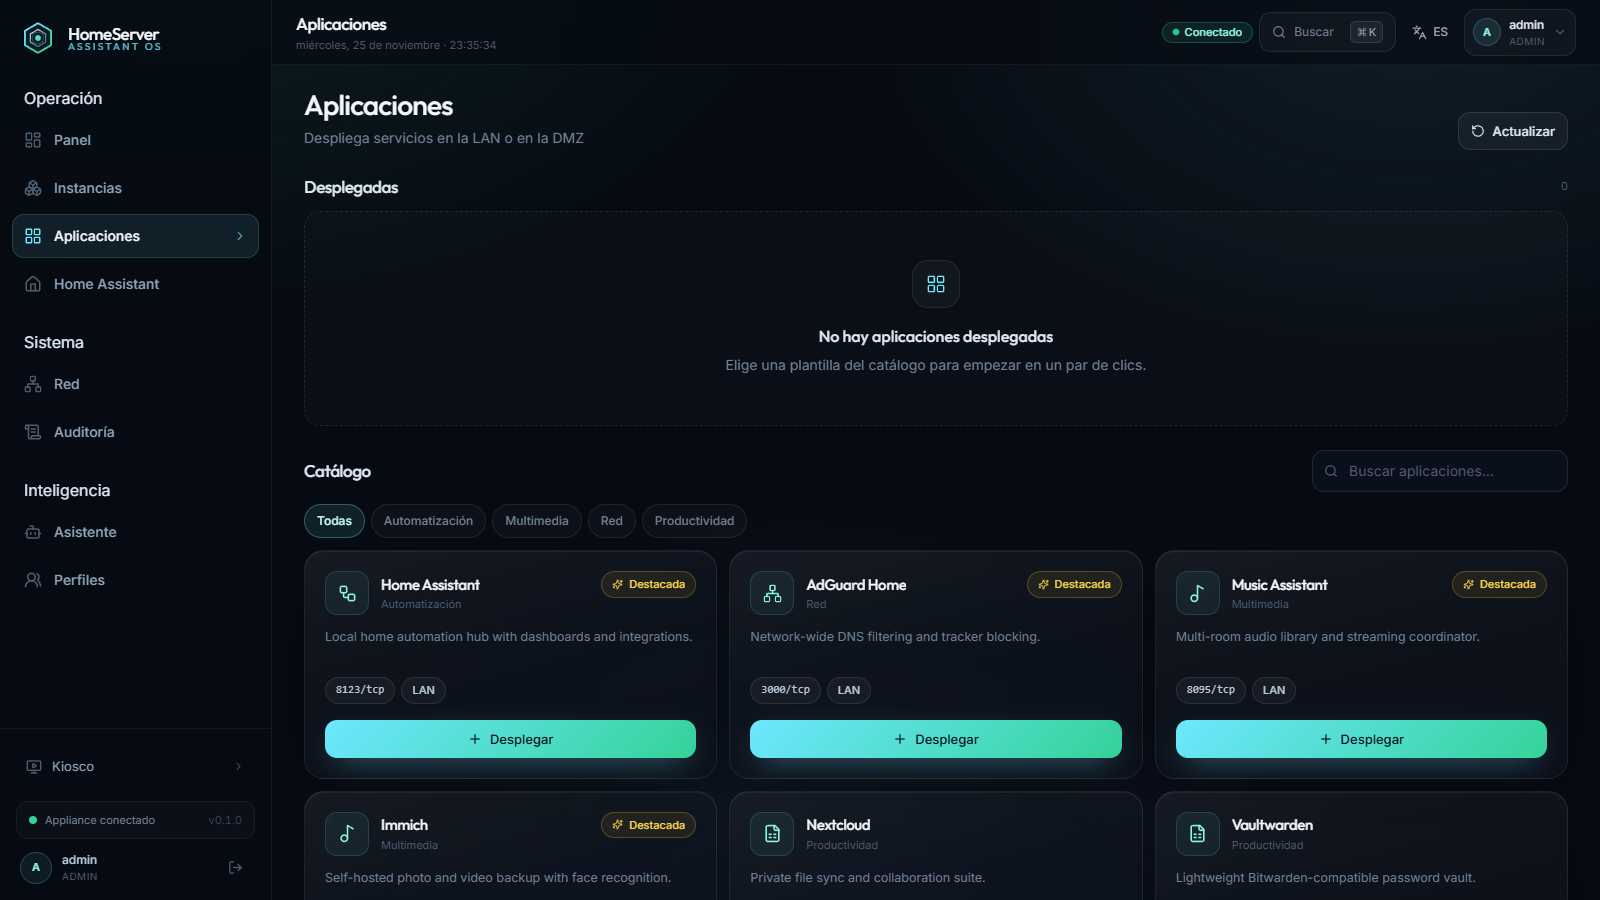 HomeServer
ASSISTANT OS
Operación
Panel
Instancias
Aplicaciones
Home Assistant
Sistema
Red
Auditoría
Inteligencia
Asistente
Perfiles
Kiosco
Appliance conectado v0.1.0
A admin
ADMIN
Aplicaciones
miércoles, 25 de noviembre · 23:35:34
Conectado
Buscar ⌘K
ES
A admin
ADMIN
Aplicaciones
Despliega servicios en la LAN o en la DMZ
Actualizar
Desplegadas 0
No hay aplicaciones desplegadas
Elige una plantilla del catálogo para empezar en un par de clics.
Catálogo
Buscar aplicaciones...
Todas Automatización Multimedia Red Productividad
Home Assistant Destacada
Automatización
Local home automation hub with dashboards and integrations.
8123/tcp LAN
+ Desplegar
AdGuard Home Destacada
Red
Network-wide DNS filtering and tracker blocking.
3000/tcp LAN
+ Desplegar
Music Assistant Destacada
Multimedia
Multi-room audio library and streaming coordinator.
8095/tcp LAN
+ Desplegar
Immich Destacada
Multimedia
Self-hosted photo and video backup with face recognition.
Nextcloud
Productividad
Private file sync and collaboration suite.
Vaultwarden
Productividad
Lightweight Bitwarden-compatible password vault.